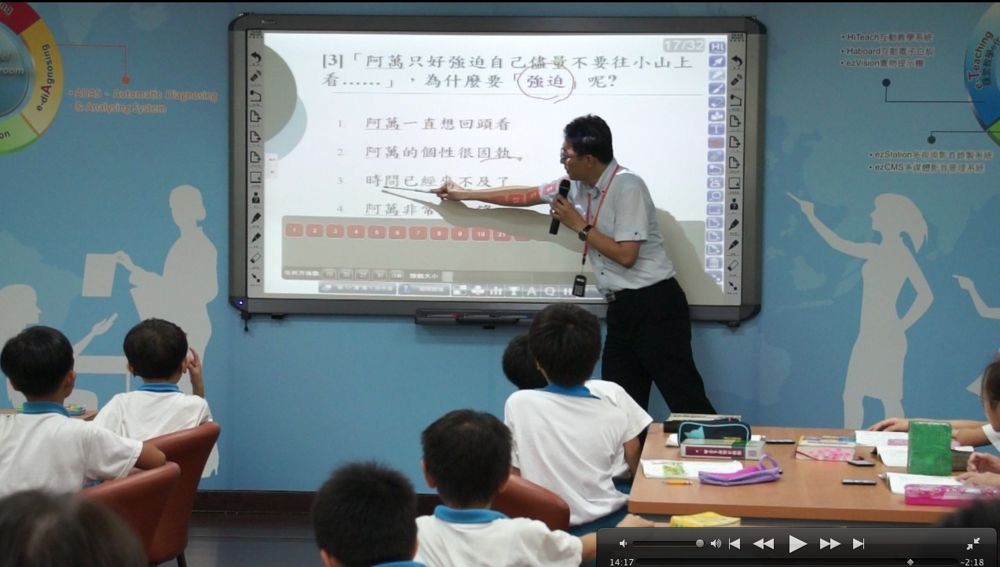 17/32
[3]「阿萬只好強迫自己儘量不要往小山上
看……」，為什麼要「強迫」呢？
1. 阿萬一直想回頭看
2. 阿萬的個性很固執。
3. 時間已經來不及了
4. 阿萬非常
1 2 3 4 5 6 7 8 9 10 21
e-diAgnosing
• ADAS - Automatic Diagnosing
& Analysing System
• HiTeach互動教學系統
• Haboard互動電子白板
• ezVision實物提示機
e-Teaching
• ezStation多視頻導影音錄製系統
• ezCMS多媒體影音管理系統
14:17
-2:18